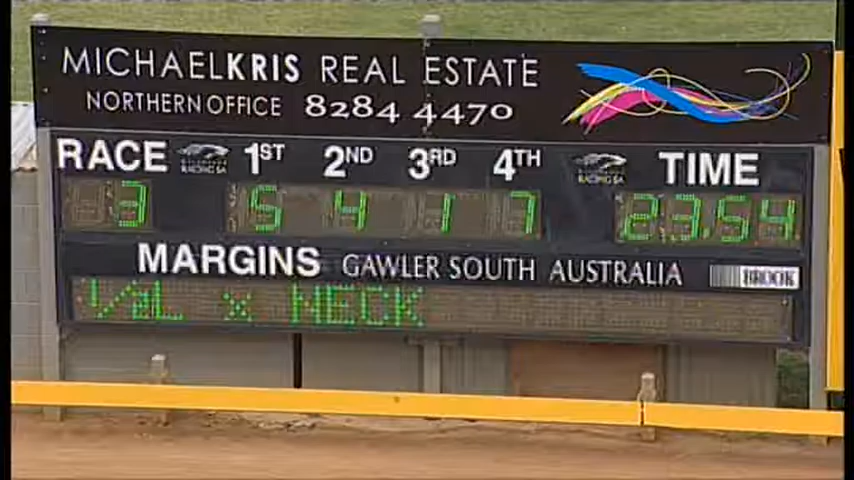 MICHAELKRIS REAL ESTATE
NORTHERN OFFICE 8284 4470
RACE 1ST 2ND 3RD 4TH TIME
3 5 4 1 7 23.54
MARGINS GAWLER SOUTH AUSTRALIA BROOK
1/2L x NECK